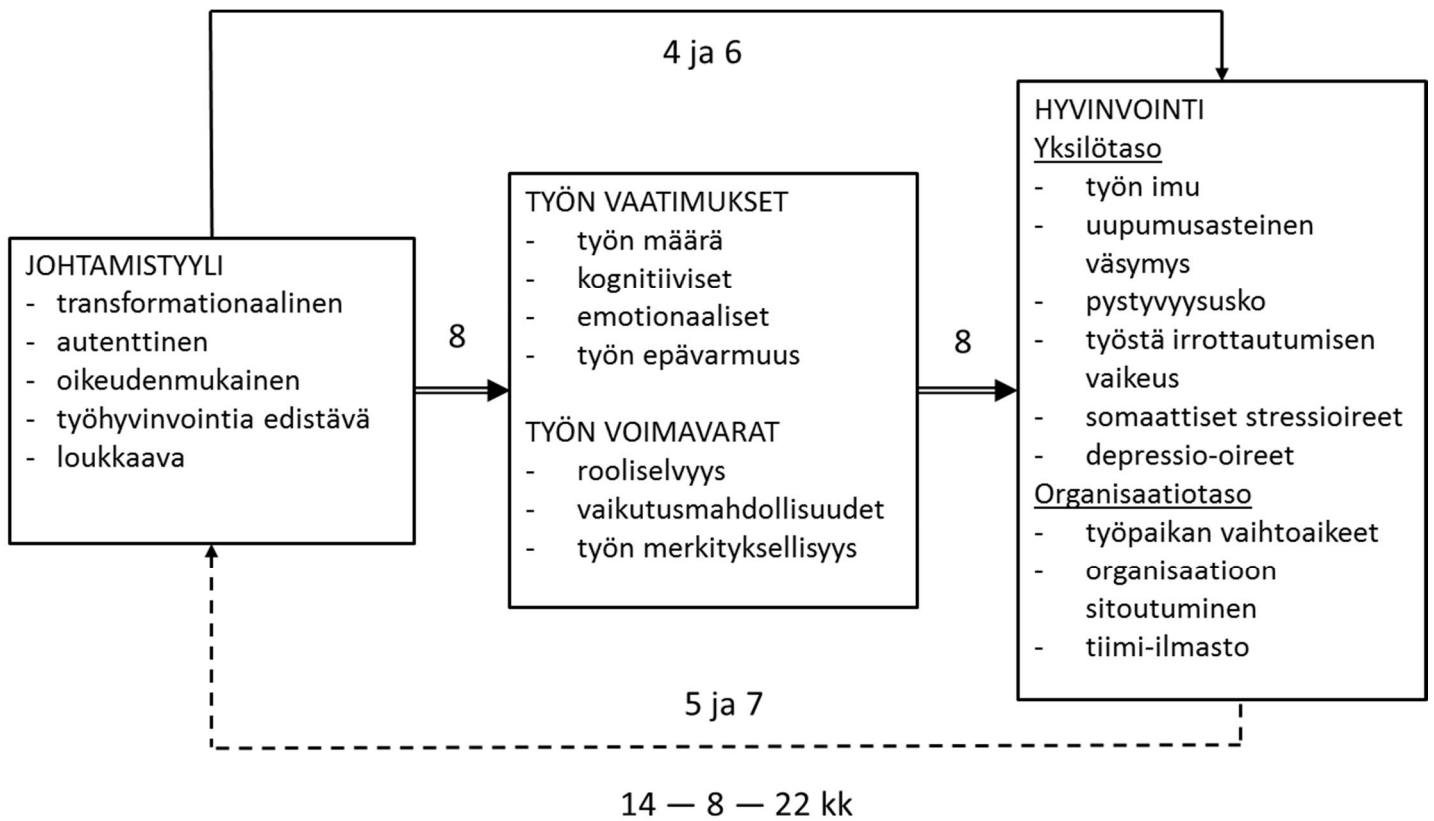 4 ja 6
JOHTAMISTYYLI
- transformationaalinen
- autenttinen
- oikeudenmukainen
- työhyvinvointia edistävä
- loukkaava
8
TYÖN VAATIMUKSET
- työn määrä
- kognitiiviset
- emotionaaliset
- työn epävarmuus
TYÖN VOIMAVARAT
- rooliselvyys
- vaikutusmahdollisuudet
- työn merkityksellisyys
8
HYVINVOINTI
Yksilötaso
- työn imu
- uupumusasteinen
väsymys
- pystyvyysusko
- työstä irrottautumisen
vaikeus
- somaattiset stressioireet
- depressio-oireet
Organisaatiotaso
- työpaikan vaihtoaikeet
- organisaatioon
sitoutuminen
- tiimi-ilmasto
5 ja 7
14 — 8 — 22 kk